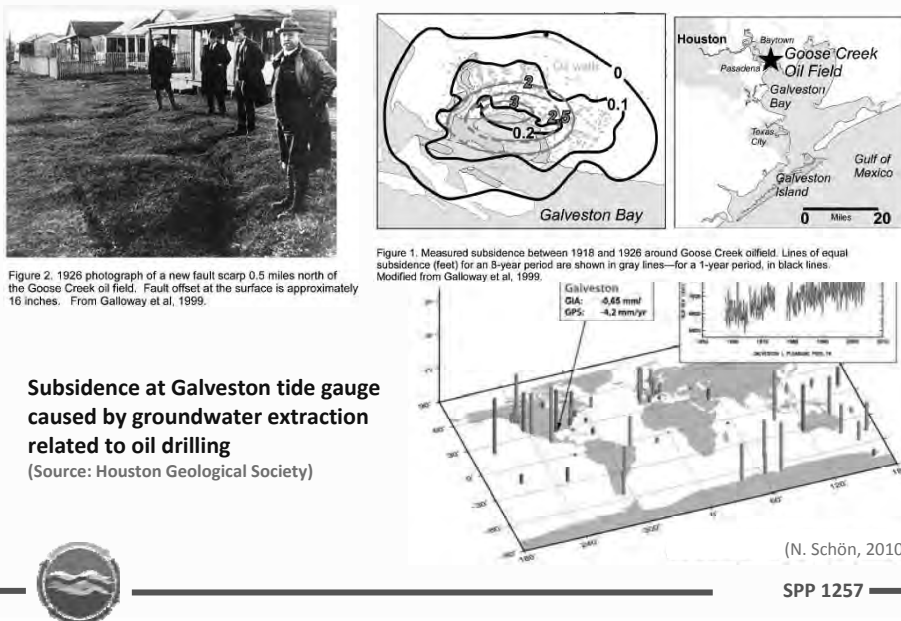 Figure 2. 1926 photograph of a new fault scarp 0.5 miles north of
the Goose Creek oil field. Fault offset at the surface is approximately
16 inches. From Galloway et al, 1999.
Oil wells
0
0.1
2
3
2.5
0.2
Galveston Bay
Houston
Baytown
Pasadena
Goose Creek
Oil Field
Galveston
Bay
Texas
City
Galveston
Island
Gulf of
Mexico
0 Miles 20
Figure 1. Measured subsidence between 1918 and 1926 around Goose Creek oilfield. Lines of equal
subsidence (feet) for an 8-year period are shown in gray lines—for a 1-year period, in black lines.
Modified from Galloway et al, 1999.
Galveston
GIA: -0,65 mm/
GPS: -4,2 mm/yr
Subsidence at Galveston tide gauge
caused by groundwater extraction
related to oil drilling
(Source: Houston Geological Society)
(N. Schön, 2010
SPP 1257